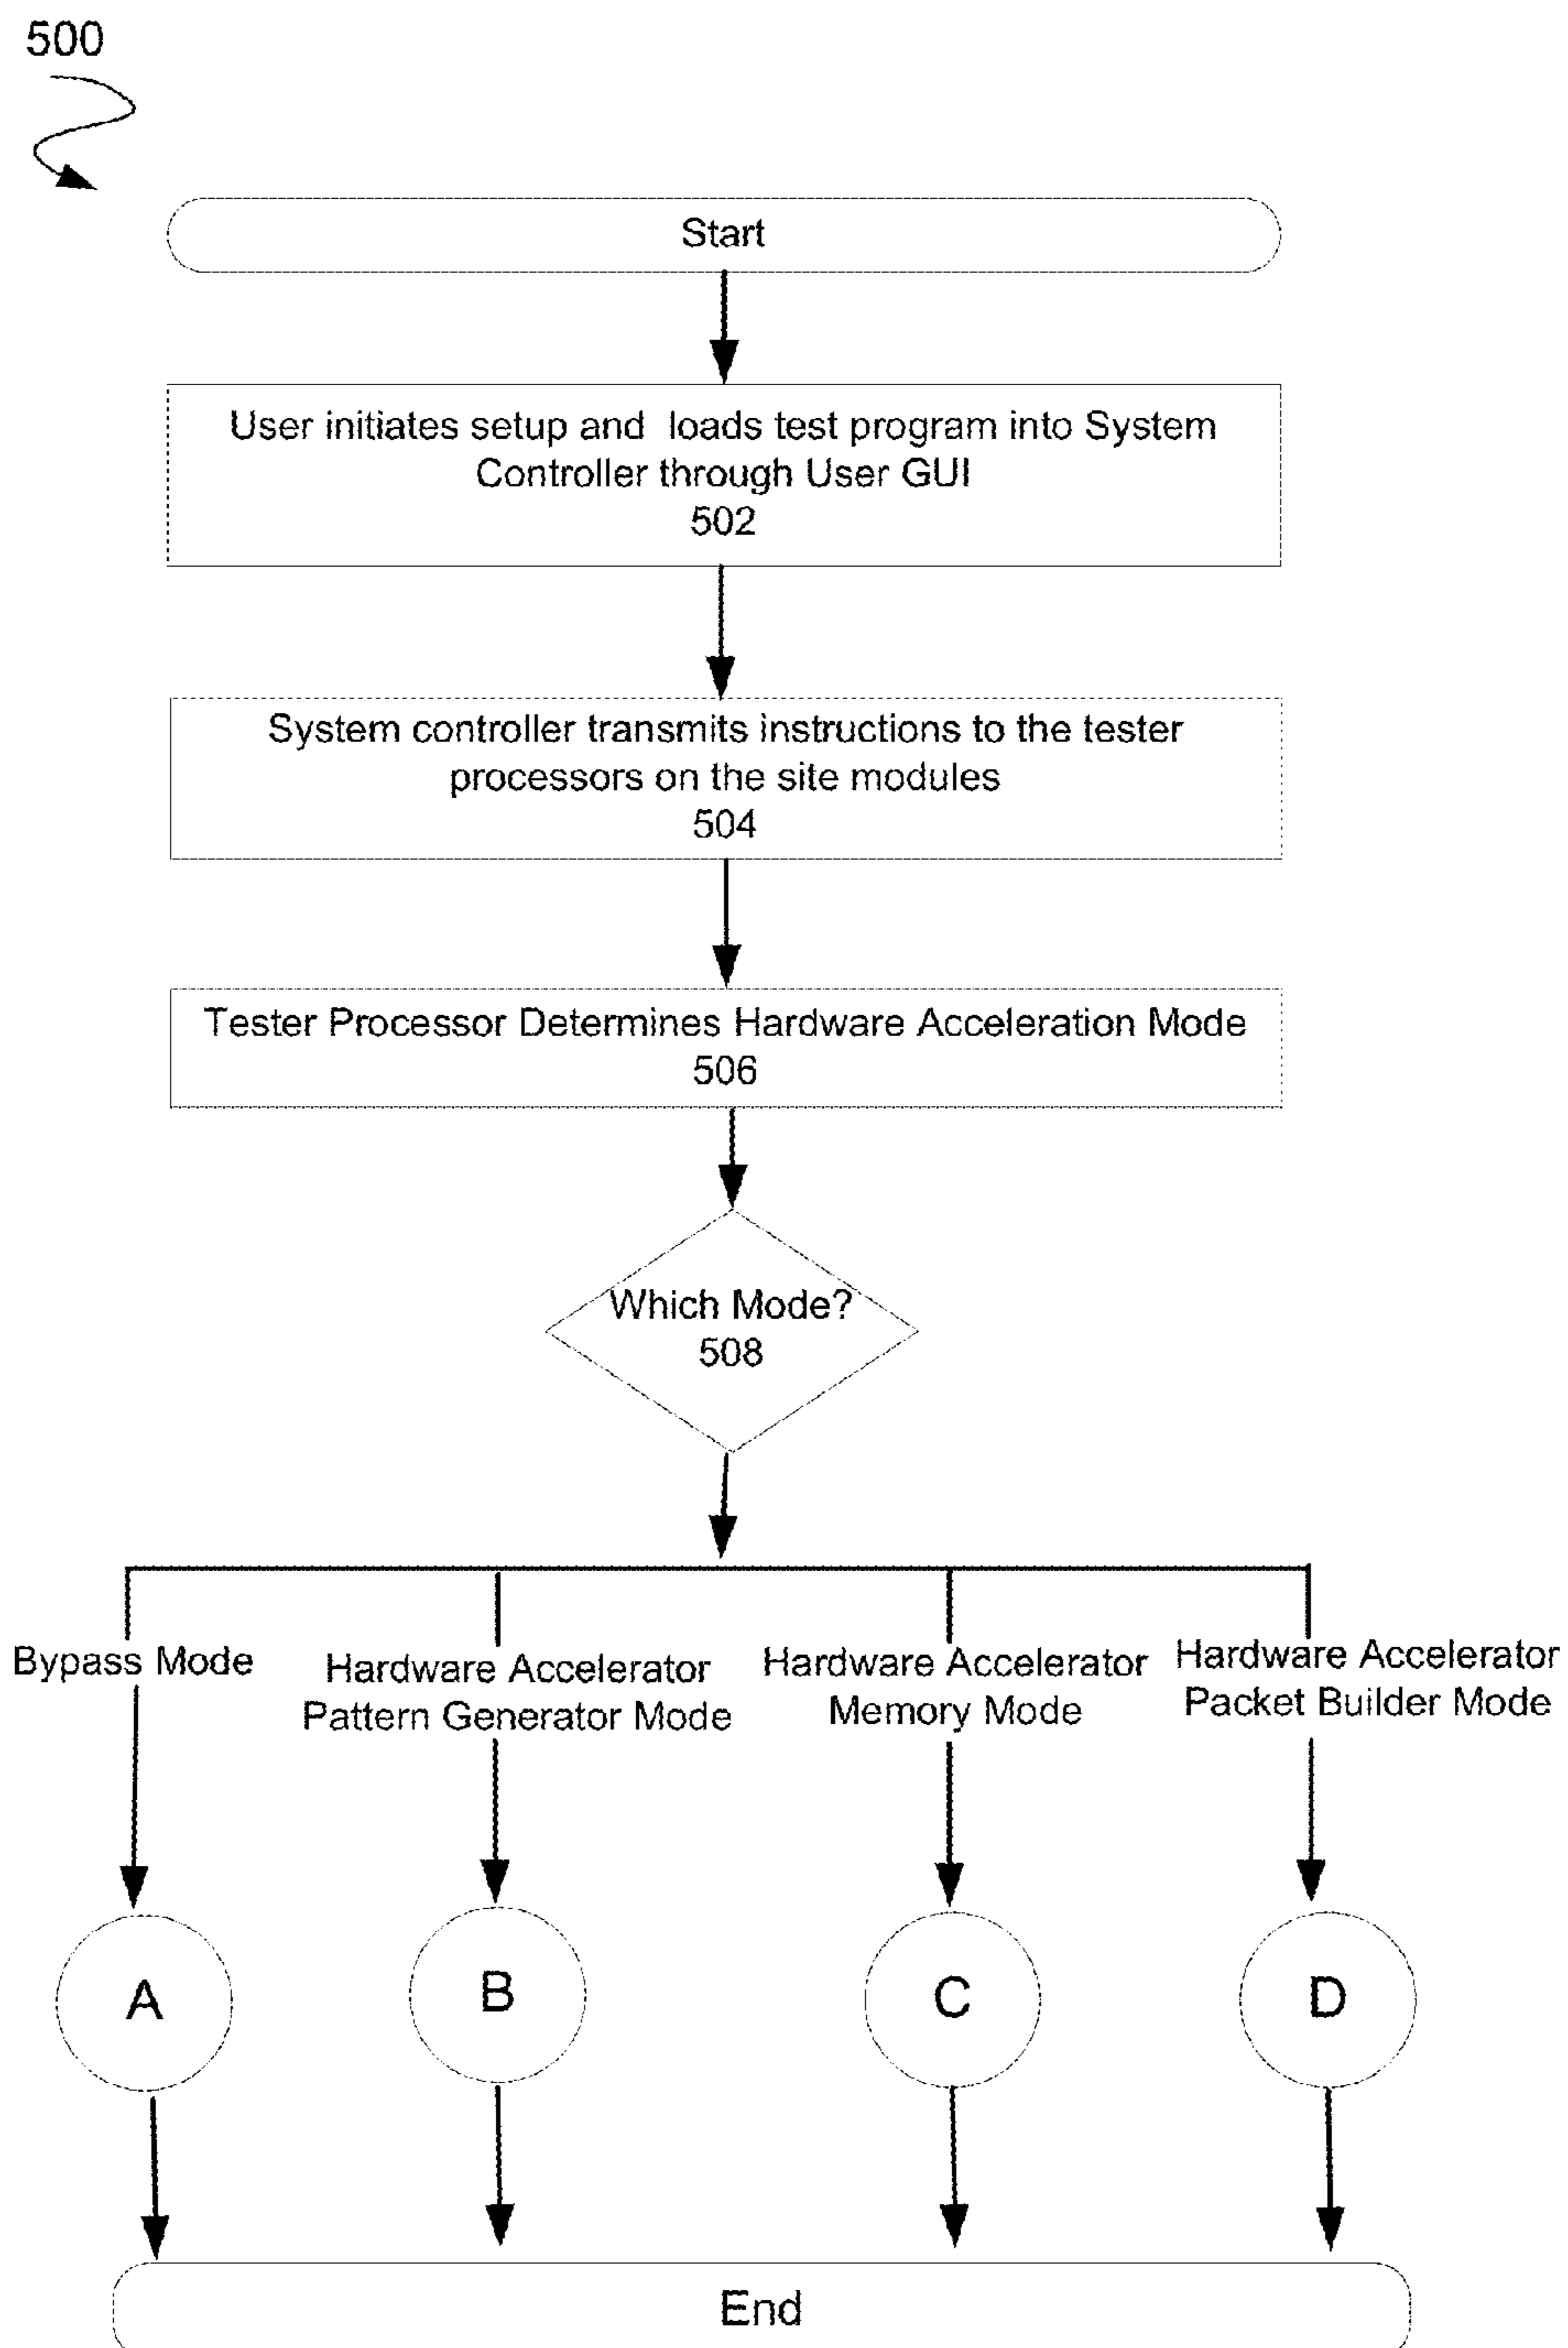 500
Start
User initiates setup and loads test program into System
Controller through User GUI
502
System controller transmits instructions to the tester
processors on the site modules
504
Tester Processor Determines Hardware Acceleration Mode
506
Which Mode?
508
Bypass Mode
Hardware Accelerator
Pattern Generator Mode
Hardware Accelerator
Memory Mode
Hardware Accelerator
Packet Builder Mode
A
B
C
D
End